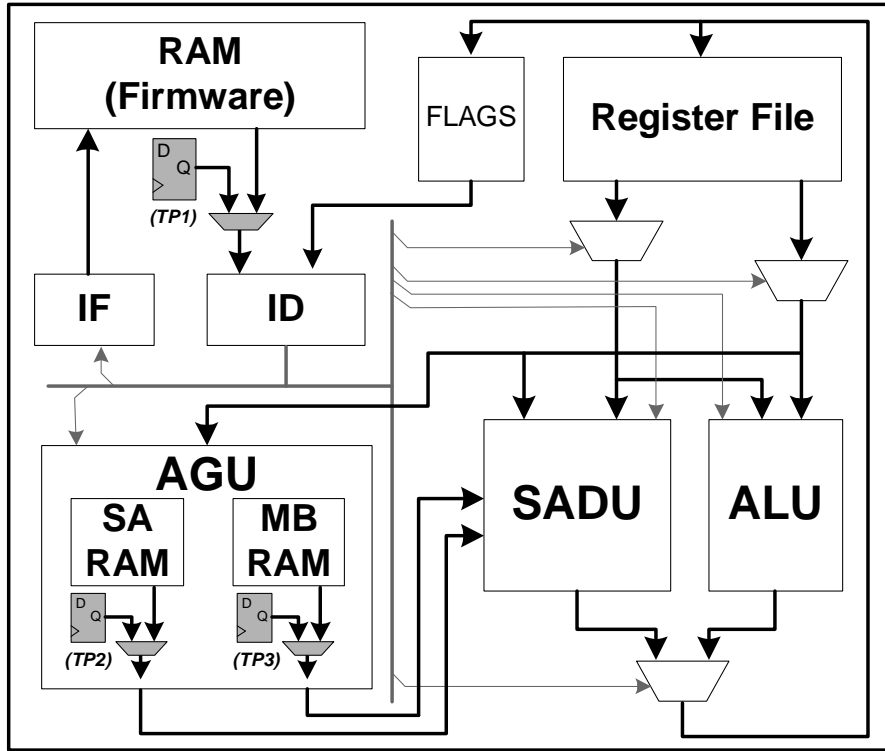 RAM
(Firmware)
FLAGS
Register File
D
Q
(TP1)
IF
ID
AGU
SA
RAM
MB
RAM
SADU
ALU
D
Q
(TP2)
D
Q
(TP3)